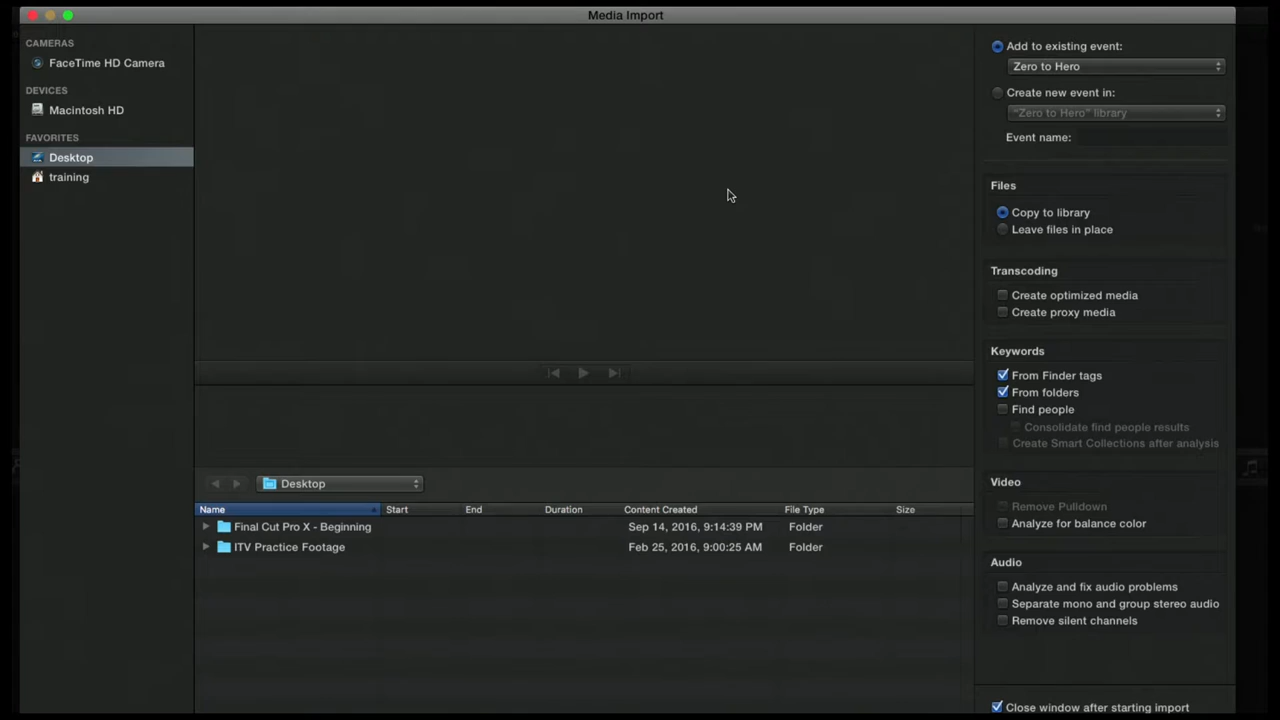 Media Import
CAMERAS
FaceTime HD Camera
DEVICES
Macintosh HD
FAVORITES
Desktop
training
Desktop
Name Start End Duration Content Created File Type Size
Final Cut Pro X - Beginning Sep 14, 2016, 9:14:39 PM Folder
ITV Practice Footage Feb 25, 2016, 9:00:25 AM Folder
Add to existing event:
Zero to Hero
Create new event in:
"Zero to Hero" library
Event name:
Files
Copy to library
Leave files in place
Transcoding
Create optimized media
Create proxy media
Keywords
From Finder tags
From folders
Find people
Consolidate find people results
Create Smart Collections after analysis
Video
Remove Pulldown
Analyze for balance color
Audio
Analyze and fix audio problems
Separate mono and group stereo audio
Remove silent channels
Close window after starting import